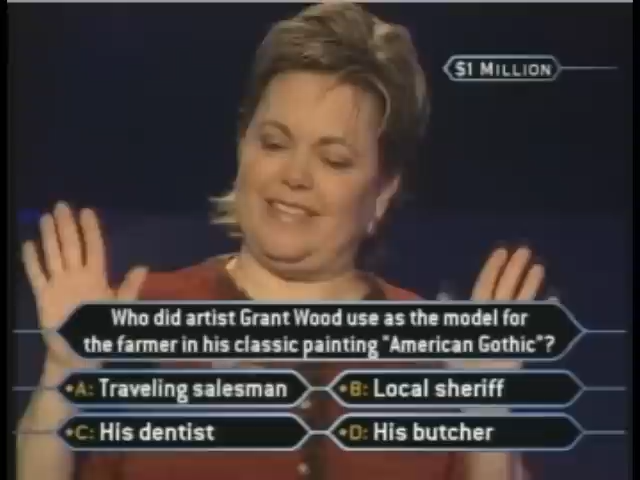 $1 MILLION
Who did artist Grant Wood use as the model for
the farmer in his classic painting "American Gothic"?
A: Traveling salesman
B: Local sheriff
C: His dentist
D: His butcher